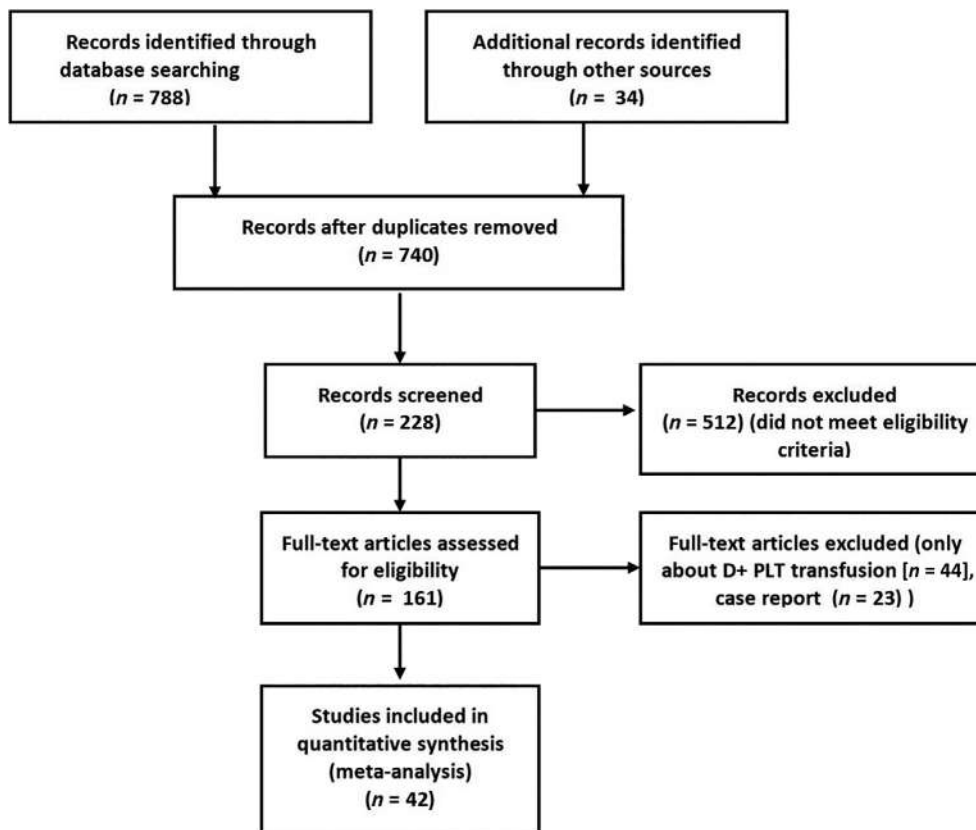 Records identified through
database searching
(n = 788)
Additional records identified
through other sources
(n = 34)
Records after duplicates removed
(n = 740)
Records screened
(n = 228)
Records excluded
(n = 512) (did not meet eligibility
criteria)
Full-text articles assessed
for eligibility
(n = 161)
Full-text articles excluded (only
about D+ PLT transfusion [n = 44],
case report (n = 23) )
Studies included in
quantitative synthesis
(meta-analysis)
(n = 42)